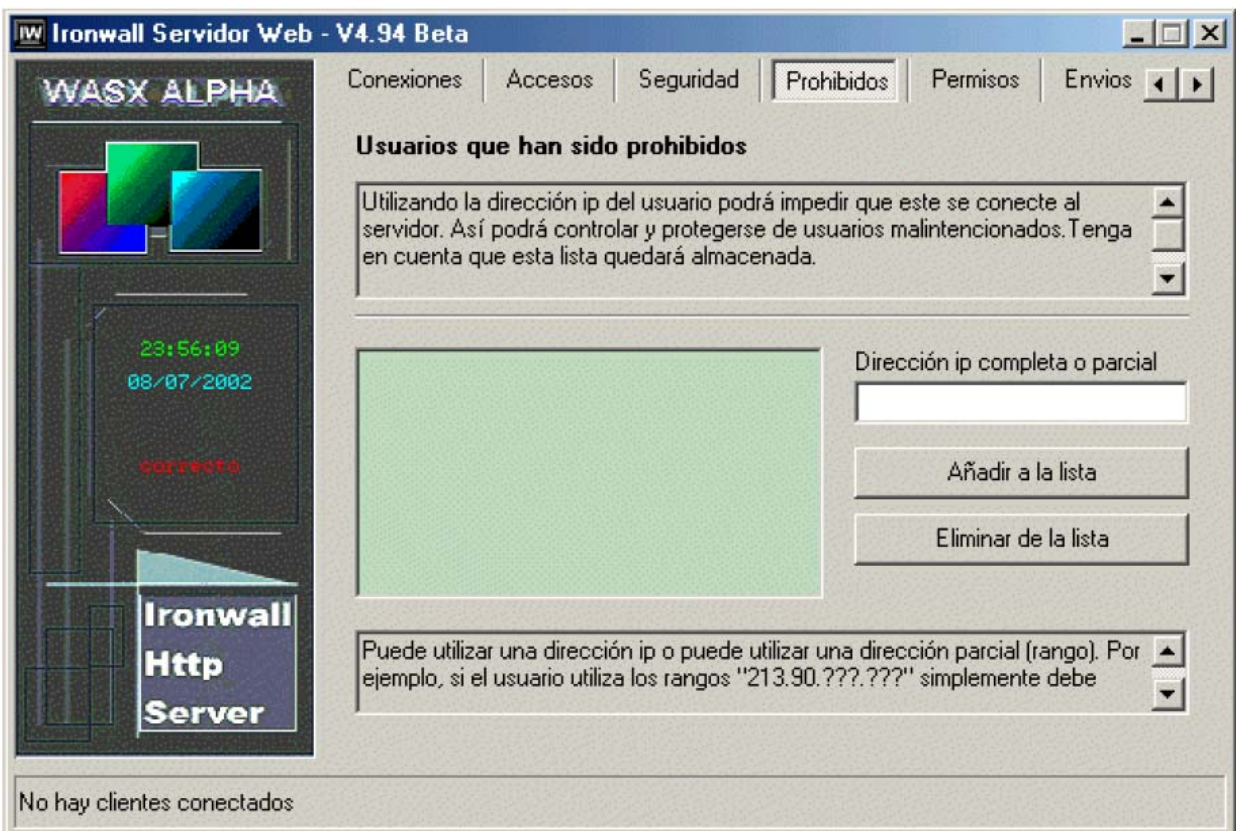 IW Ironwall Servidor Web - V4.94 Beta
WASX ALPHA
Conexiones Accesos Seguridad Prohibidos Permisos Envios
Usuarios que han sido prohibidos
Utilizando la dirección ip del usuario podrá impedir que este se conecte al
servidor. Así podrá controlar y protegerse de usuarios malintencionados.Tenga
en cuenta que esta lista quedará almacenada.
23:56:09
08/07/2002
correcto
Dirección ip completa o parcial
Añadir a la lista
Eliminar de la lista
Ironwall
Http
Server
Puede utilizar una dirección ip o puede utilizar una dirección parcial (rango). Por
ejemplo, si el usuario utiliza los rangos "213.90.???.???" simplemente debe
No hay clientes conectados